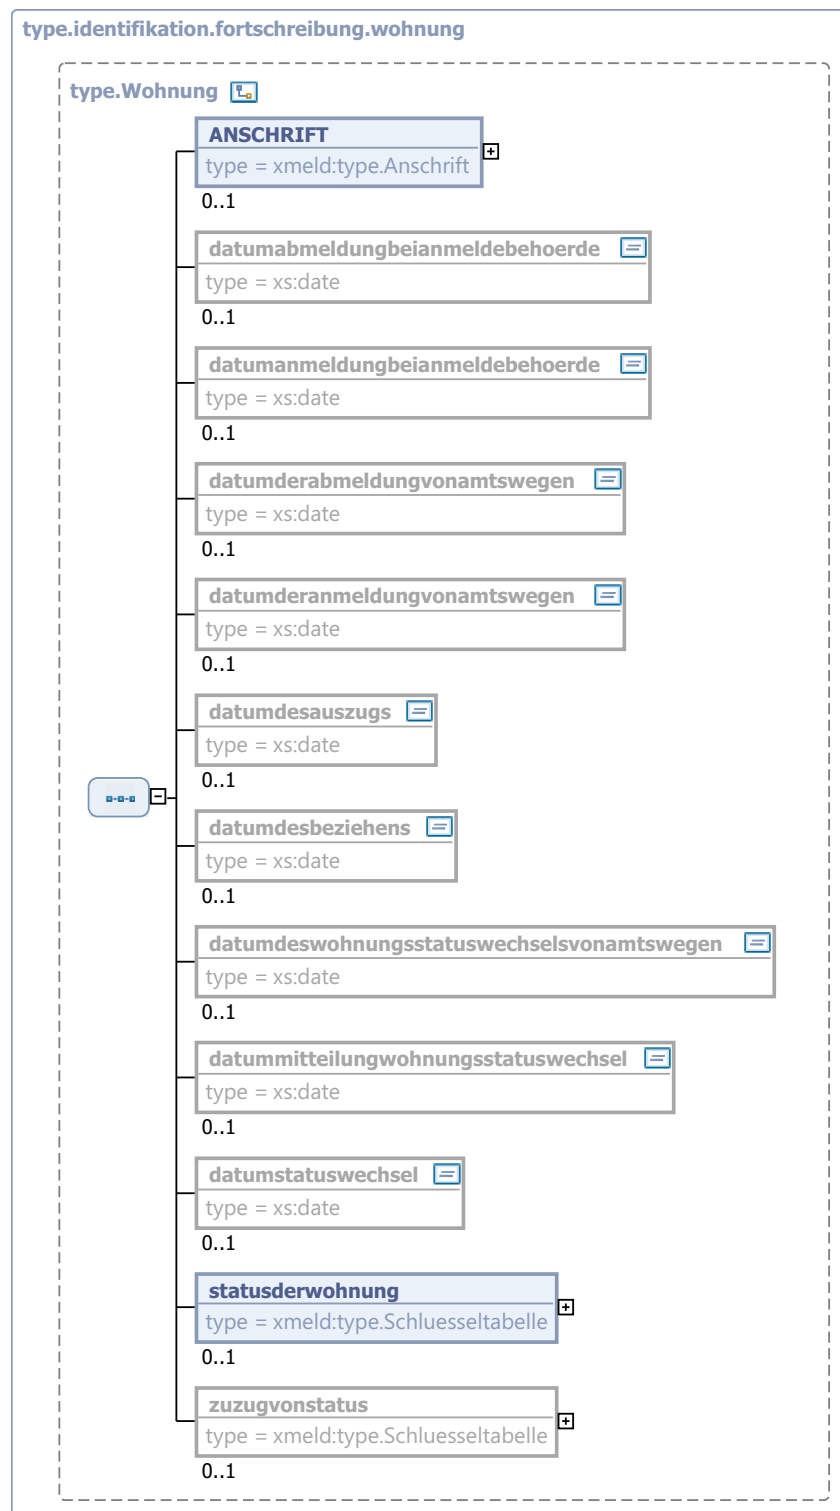 type.identifikation.fortschreibung.wohnung
type.Wohnung
ANSCHRIFT
type = xmeld:type.Anschrift
0..1
datumabmeldungbeianmeldebehoerde
type = xs:date
0..1
datumanmeldungbeianmeldebehoerde
type = xs:date
0..1
datumderabmeldungvonamtswegen
type = xs:date
0..1
datumderanmeldungvonamtswegen
type = xs:date
0..1
datumdesauszugs
type = xs:date
0..1
datumdesbeziehens
type = xs:date
0..1
datumdeswohnungsstatuswechselsvonamtswegen
type = xs:date
0..1
datummitteilungwohnungsstatuswechsel
type = xs:date
0..1
datumstatuswechsel
type = xs:date
0..1
statusderwohnung
type = xmeld:type.Schluesseltabelle
0..1
zuzugvonstatus
type = xmeld:type.Schluesseltabelle
0..1